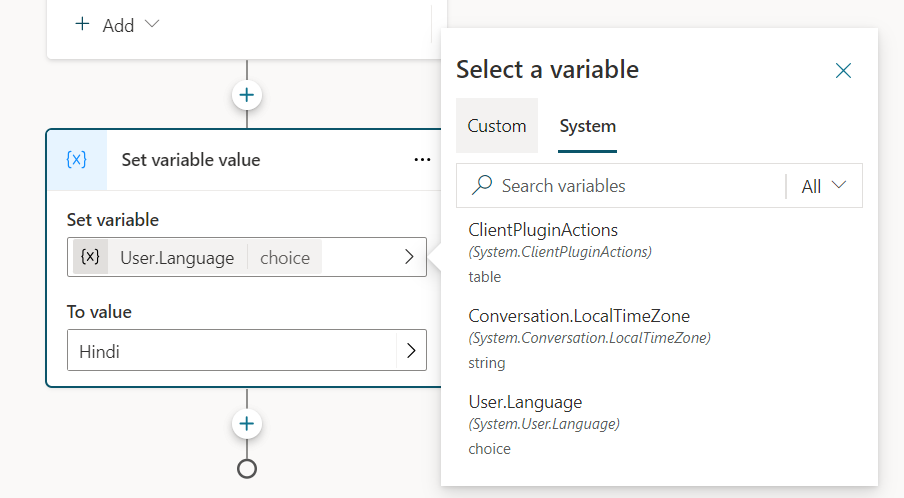 Add
Set variable value
Set variable
{x} User.Language choice
To value
Hindi
Select a variable
Custom System
Search variables All
ClientPluginActions
(System.ClientPluginActions)
table
Conversation.LocalTimeZone
(System.Conversation.LocalTimeZone)
string
User.Language
(System.User.Language)
choice